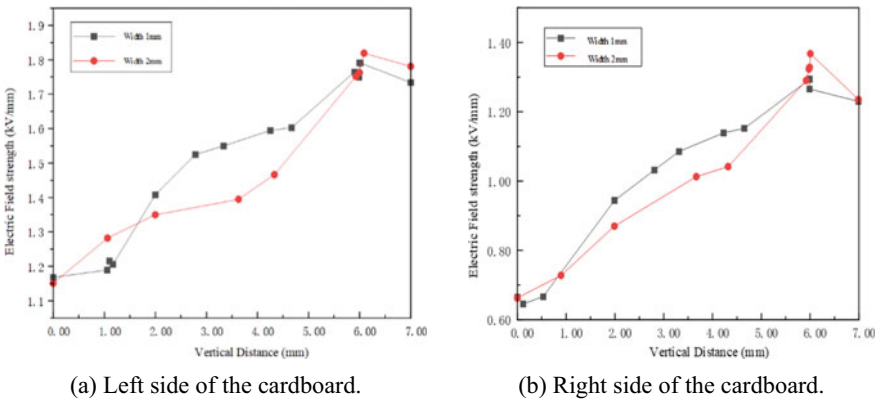 1.9
1.8
1.7
1.6
1.5
1.4
1.3
1.2
1.1
Electric Field strength (kV/mm)
Width 1mm
Width 2mm
0.00 1.00 2.00 3.00 4.00 5.00 6.00 7.00
Vertical Distance (mm)
(a) Left side of the cardboard.
1.40
1.20
1.00
0.80
0.60
Electric Field strength (kV/mm)
Width 1mm
Width 2mm
0.00 1.00 2.00 3.00 4.00 5.00 6.00 7.00
Vertical Distance (mm)
(b) Right side of the cardboard.